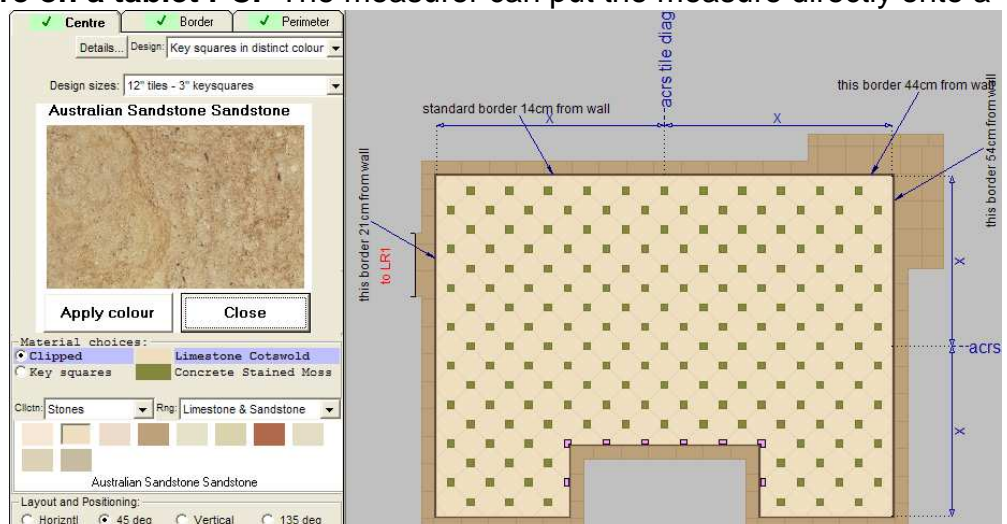 re on a tablet PC. The measurer can put the measure directly onto a
Centre
Border
Perimeter
Details...
Design: Key squares in distinct colour
Design sizes: 12" tiles - 3" keysquares
Australian Sandstone Sandstone
Apply colour
Close
Material choices:
Clipped Limestone Cotswold
Key squares Concrete Stained Moss
Cllctn: Stones Rng: Limestone & Sandstone
Australian Sandstone Sandstone
Layout and Positioning:
Horizntl 45 deg Vertical 135 deg
acrs tile diag
this border 44cm from wall
standard border 14cm from wall
X
X
this border 54cm from wall
this border 21cm from wall
to LR1
X
acrs
X